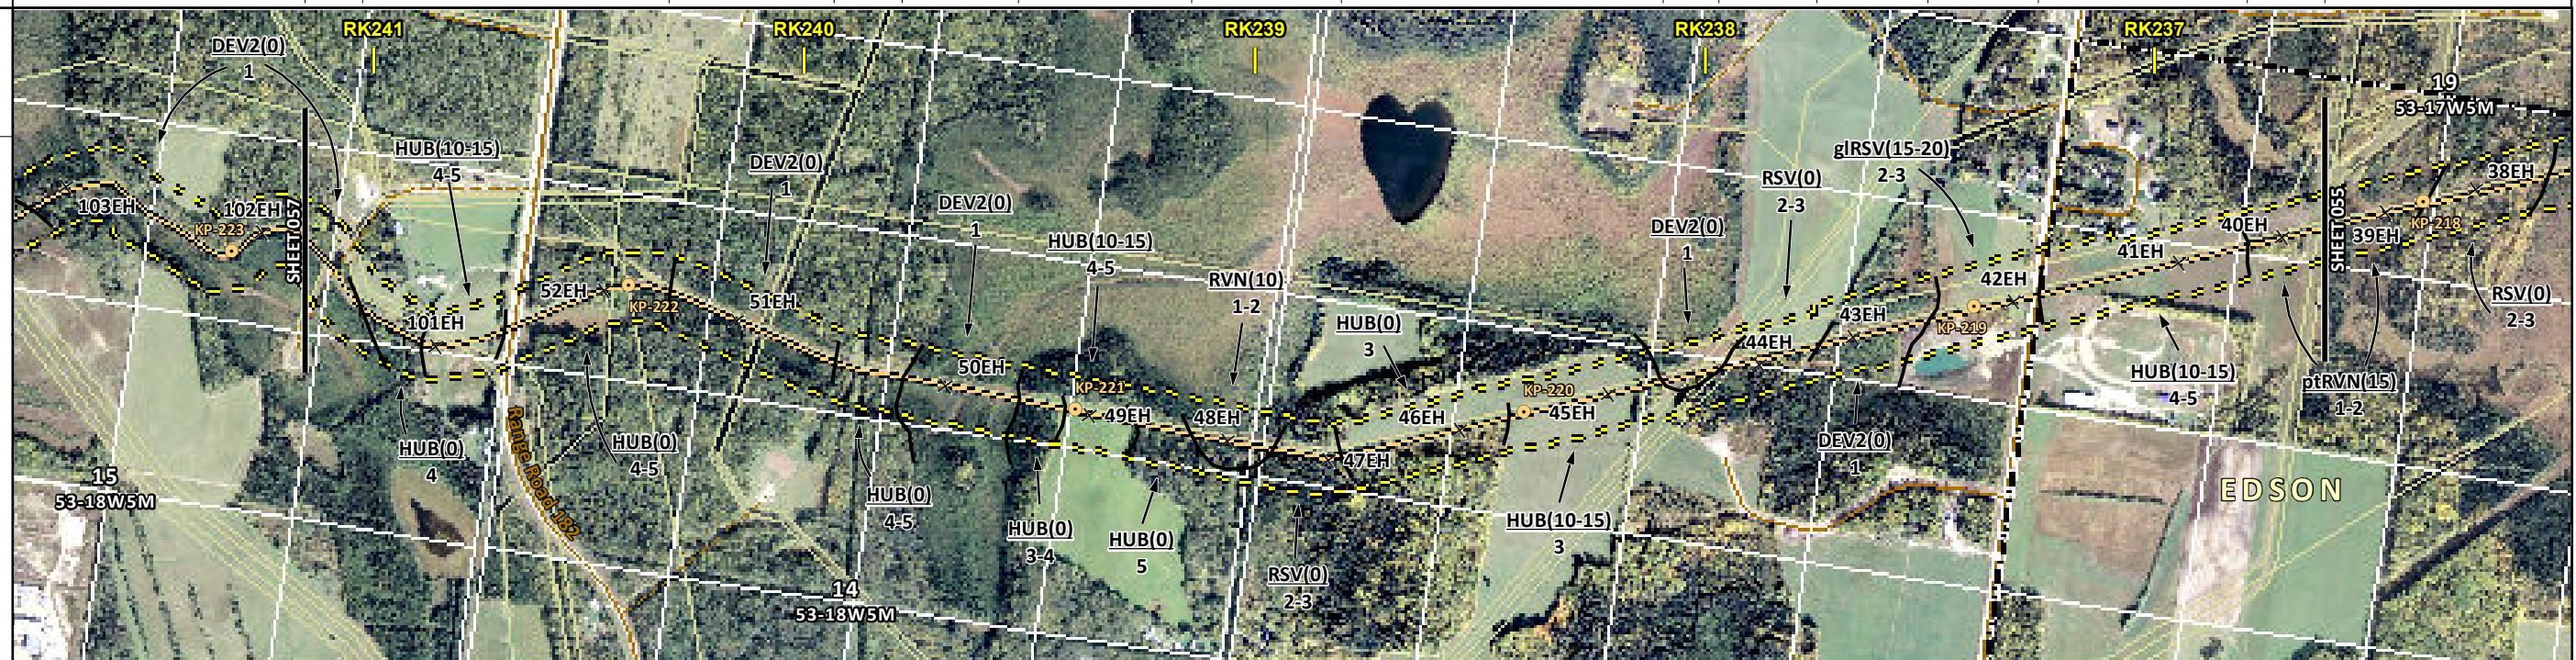 RK241
RK240
RK239
RK238
RK237
DEV2(0)
1
19
53-17W5M
HUB(10-15)
4-5
DEV2(0)
1
glRSV(15-20)
2-3
RSV(0)
2-3
38EH
103EH
102EH
KP-223
SHEET 057
DEV2(0)
1
DEV2(0)
1
40EH
39EH
KP-218
SHEET 055
HUB(10-15)
4-5
41EH
42EH
RVN(10)
1-2
52EH
KP-222
51EH
RSV(0)
2-3
101EH
HUB(0)
3
43EH
KP-219
44EH
50EH
KP-221
49EH
48EH
46EH
KP-220
45EH
HUB(10-15)
4-5
ptRVN(15)
1-2
47EH
HUB(0)
4
Range Road 182
HUB(0)
4-5
DEV2(0)
1
15
53-18W5M
HUB(0)
4-5
EDSON
HUB(0)
3-4
HUB(0)
5
HUB(10-15)
3
RSV(0)
2-3
14
53-18W5M